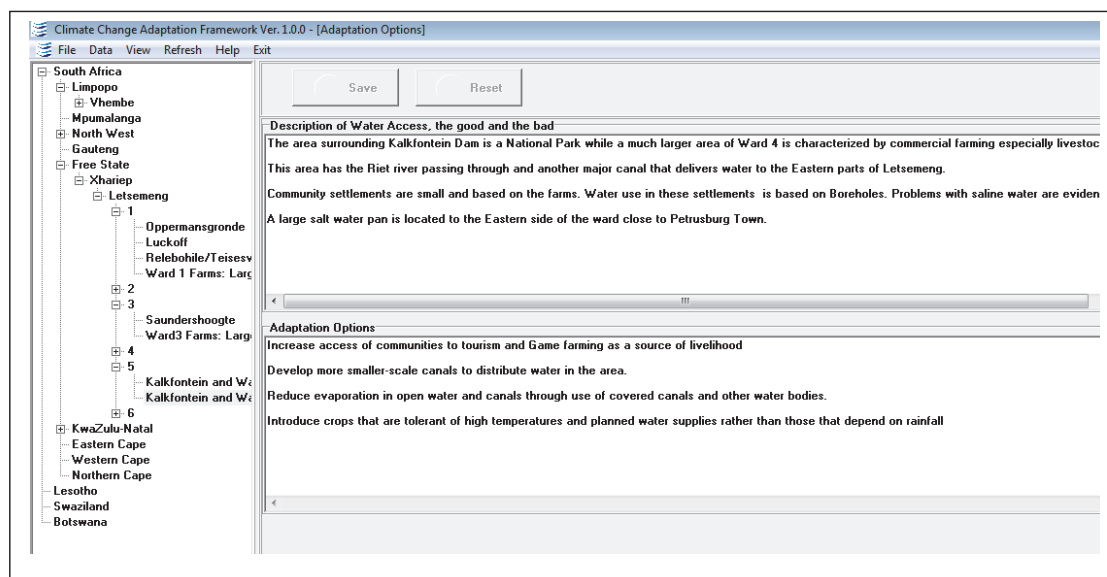 Climate Change Adaptation Framework Ver. 1.0.0 - [Adaptation Options]
File Data View Refresh Help Exit
South Africa
Limpopo
Vhembe
Mpumalanga
North West
Gauteng
Free State
Xhariep
Letsemeng
1
Oppermansgronde
Luckoff
Relebohile/Teisesv
Ward 1 Farms: Larg
2
3
Saundershoogte
Ward3 Farms: Larg
4
5
Kalkfontein and Wa
Kalkfontein and Wa
6
KwaZulu-Natal
Eastern Cape
Western Cape
Northern Cape
Lesotho
Swaziland
Botswana
Save Reset
Description of Water Access, the good and the bad
The area surrounding Kalkfontein Dam is a National Park while a much larger area of Ward 4 is characterized by commercial farming especially livestoc
This area has the Riet river passing through and another major canal that delivers water to the Eastern parts of Letsemeng.
Community settlements are small and based on the farms. Water use in these settlements is based on Boreholes. Problems with saline water are eviden
A large salt water pan is located to the Eastern side of the ward close to Petrusburg Town.
Adaptation Options
Increase access of communities to tourism and Game farming as a source of livelihood
Develop more smaller-scale canals to distribute water in the area.
Reduce evaporation in open water and canals through use of covered canals and other water bodies.
Introduce crops that are tolerant of high temperatures and planned water supplies rather than those that depend on rainfall